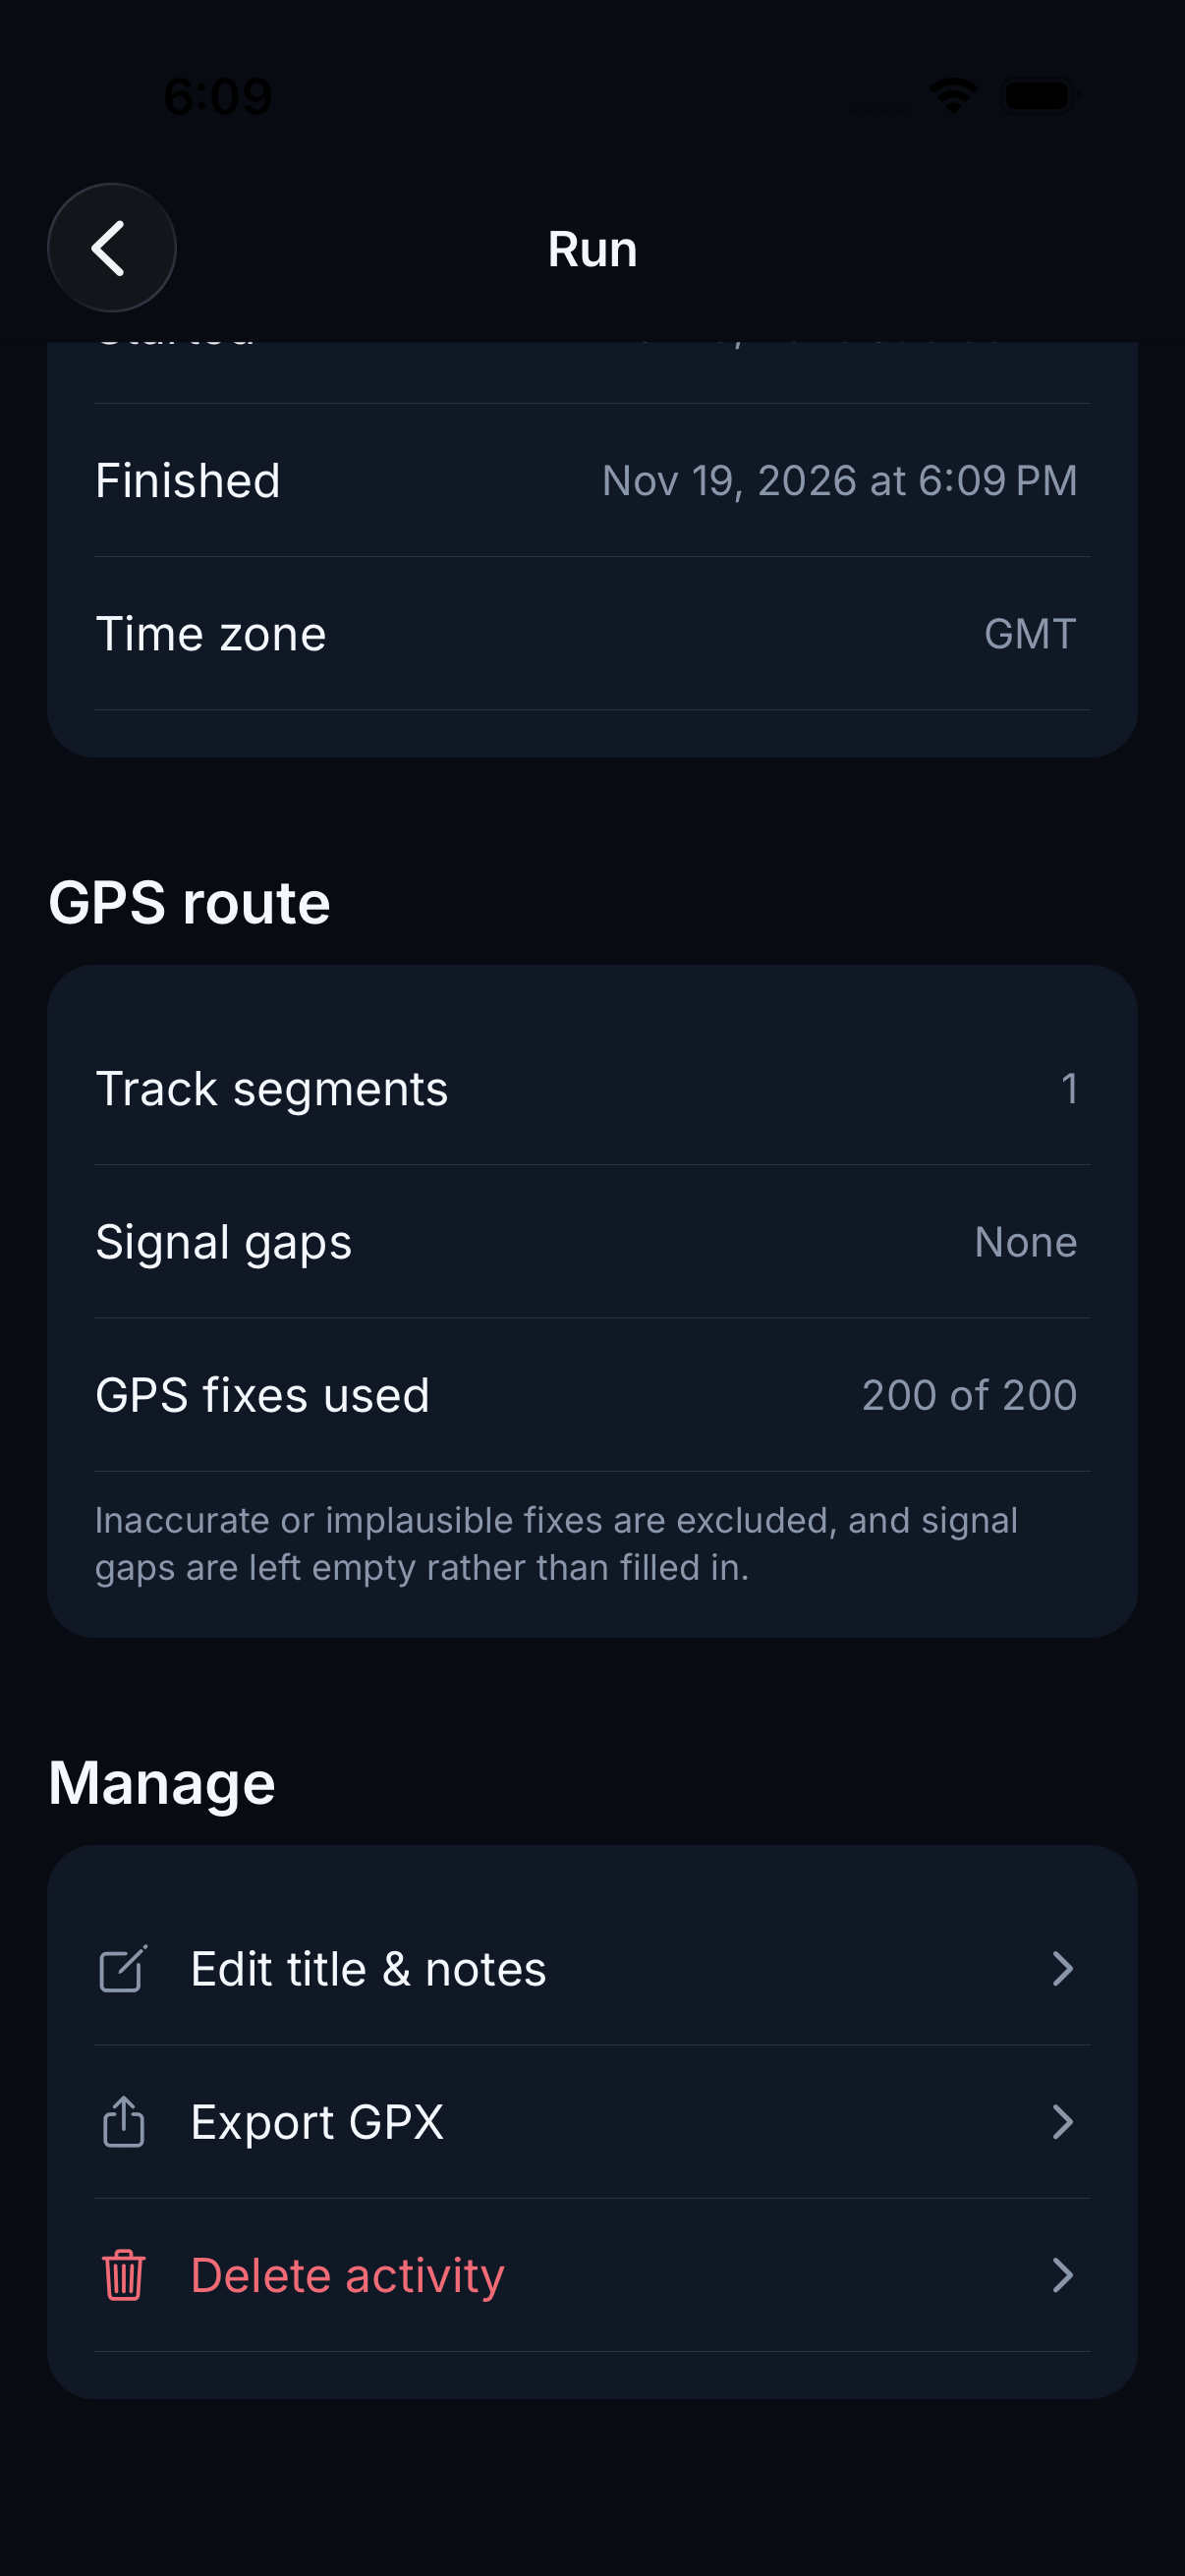 6:09
Run
Finished
Nov 19, 2026 at 6:09 PM
Time zone
GMT
GPS route
Track segments
1
Signal gaps
None
GPS fixes used
200 of 200
Inaccurate or implausible fixes are excluded, and signal
gaps are left empty rather than filled in.
Manage
Edit title & notes
Export GPX
Delete activity